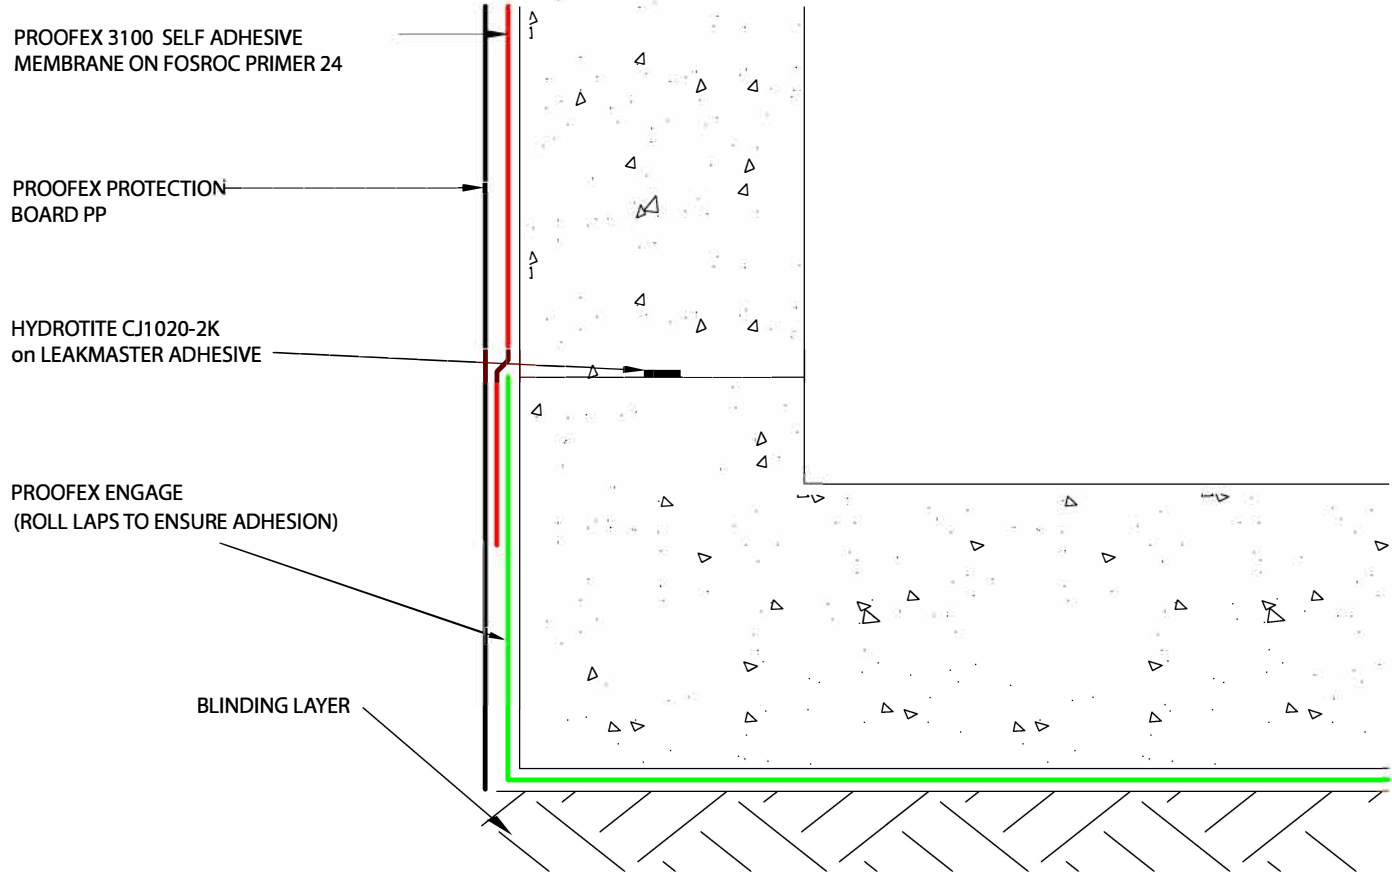 PROOFEX 3100 SELF ADHESIVE
MEMBRANE ON FOSROC PRIMER 24
PROOFEX PROTECTION
BOARD PP
HYDROTITE CJ1020-2K
on LEAKMASTER ADHESIVE
PROOFEX ENGAGE
(ROLL LAPS TO ENSURE ADHESION)
BLINDING LAYER